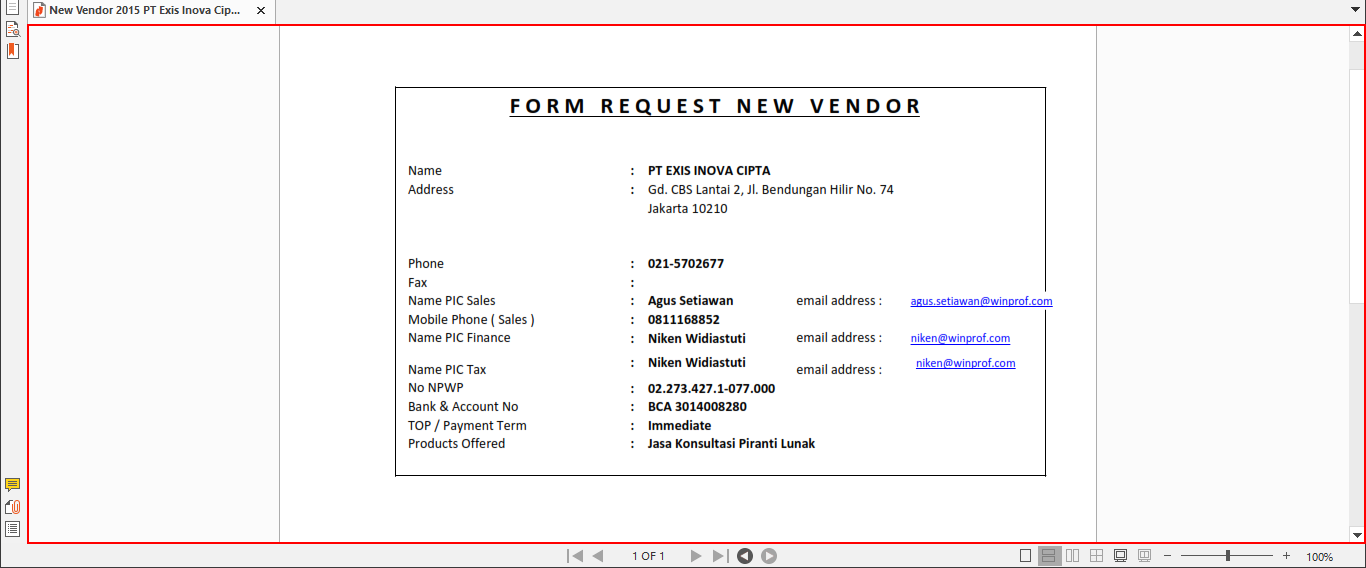 New Vendor 2015 PT Exis Inova Cip...
FORM REQUEST NEW VENDOR
Name : PT EXIS INOVA CIPTA
Address : Gd. CBS Lantai 2, Jl. Bendungan Hilir No. 74
Jakarta 10210
Phone : 021-5702677
Fax :
Name PIC Sales : Agus Setiawan email address : agus.setiawan@winprof.com
Mobile Phone ( Sales ) : 0811168852
Name PIC Finance : Niken Widiastuti email address : niken@winprof.com
Name PIC Tax : Niken Widiastuti email address : niken@winprof.com
No NPWP : 02.273.427.1-077.000
Bank & Account No : BCA 3014008280
TOP / Payment Term : Immediate
Products Offered : Jasa Konsultasi Piranti Lunak
1 OF 1
100%